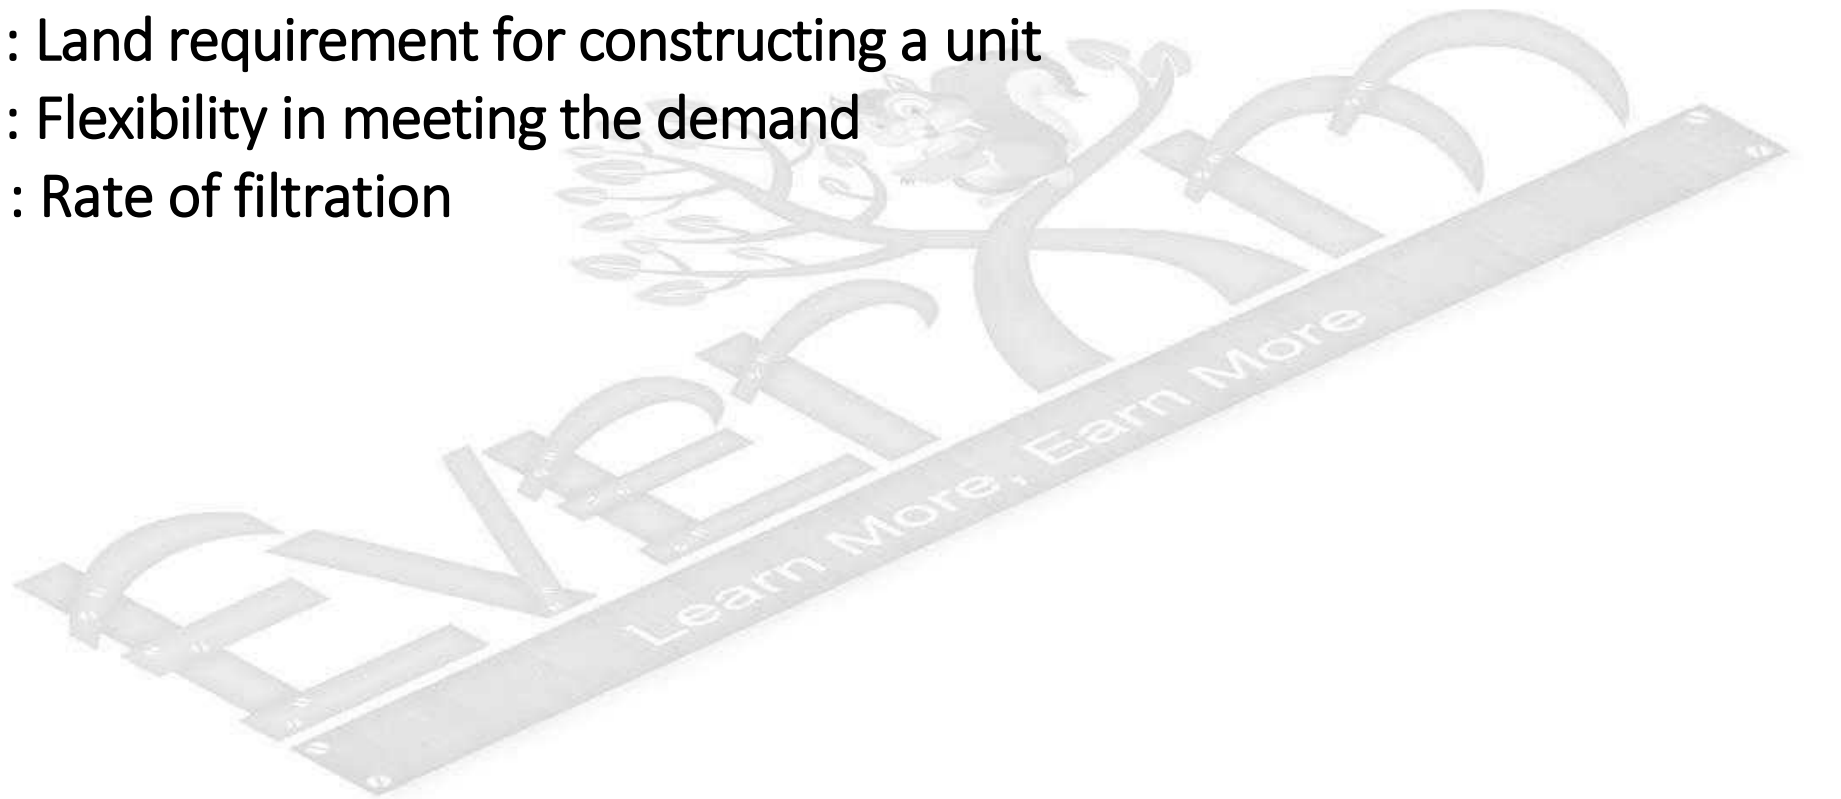 : Land requirement for constructing a unit
: Flexibility in meeting the demand
: Rate of filtration
Learn More, Earn More